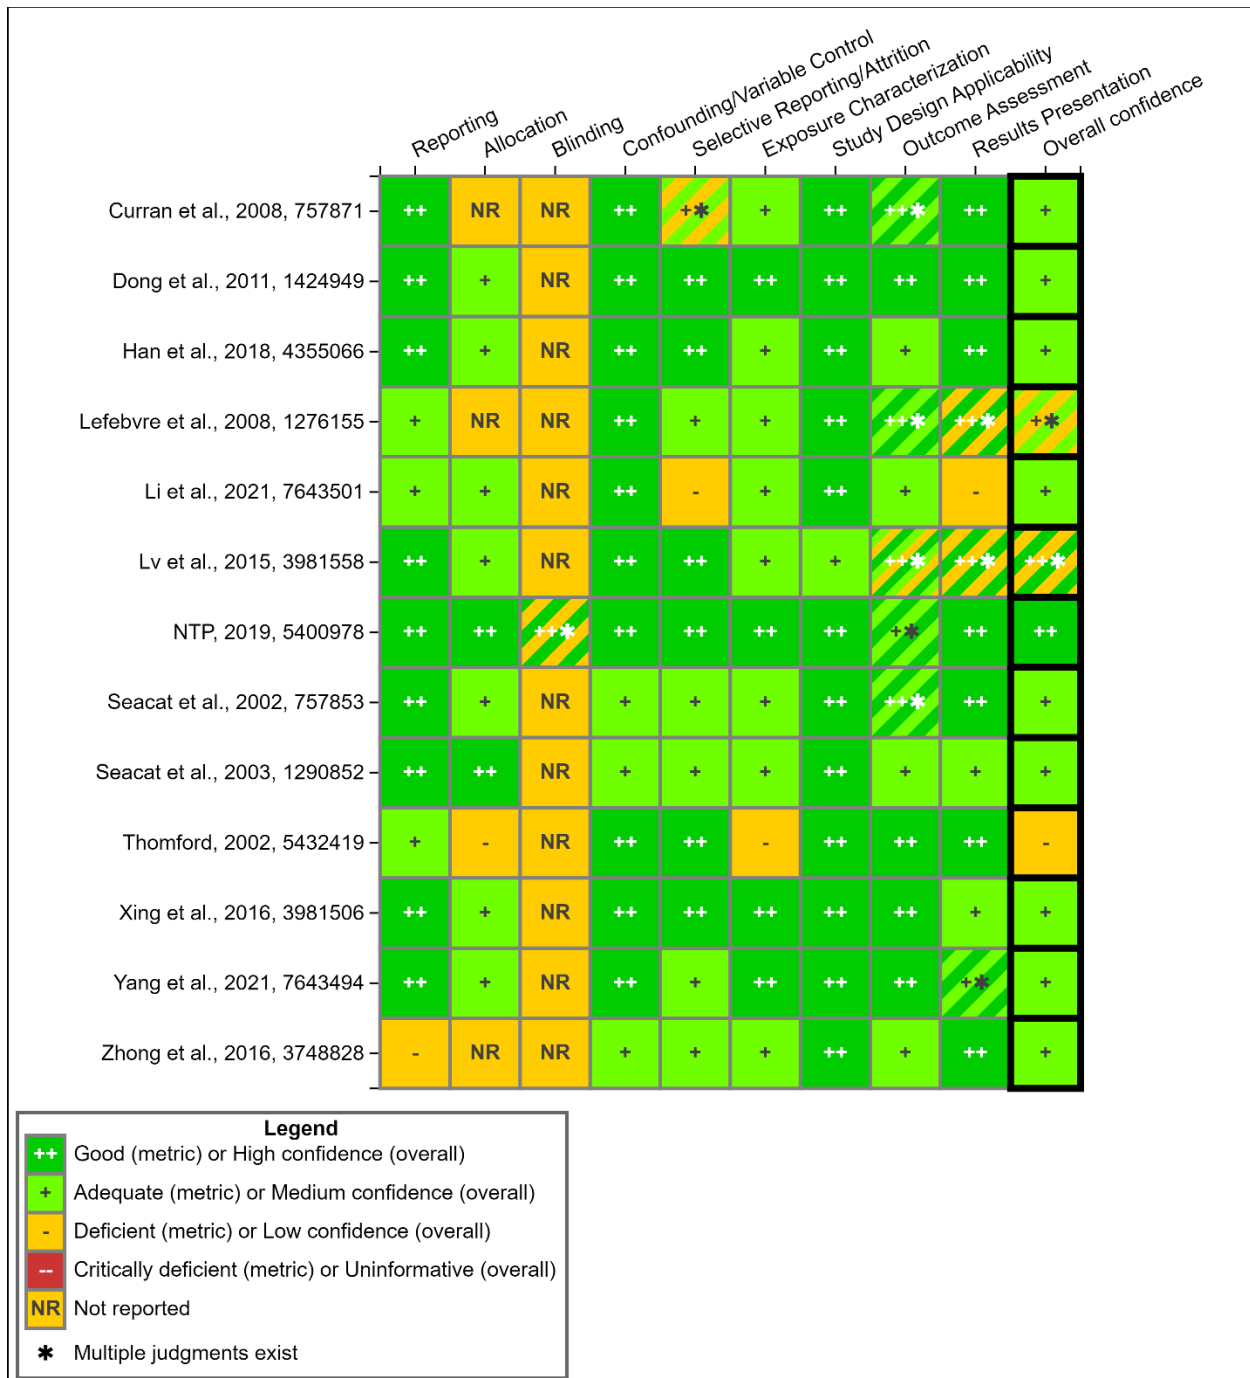 Reporting
Allocation
Blinding
Confounding/Variable Control
Selective Reporting/Attrition
Exposure Characterization
Study Design Applicability
Outcome Assessment
Results Presentation
Overall confidence
Curran et al., 2008, 757871 ++ NR NR ++ +✱ + ++ ++✱ ++ +
Dong et al., 2011, 1424949 ++ + NR ++ ++ ++ ++ ++ ++ +
Han et al., 2018, 4355066 ++ + NR ++ ++ + ++ + ++ +
Lefebvre et al., 2008, 1276155 + NR NR ++ + + ++ ++✱ ++✱ +✱
Li et al., 2021, 7643501 + + NR ++ - + ++ + - +
Lv et al., 2015, 3981558 ++ + NR ++ ++ + + ++✱ ++✱ ++✱
NTP, 2019, 5400978 ++ ++ ++✱ ++ ++ ++ ++ +✱ ++ ++
Seacat et al., 2002, 757853 ++ + NR + + + ++ ++✱ ++ +
Seacat et al., 2003, 1290852 ++ ++ NR + + + ++ + + +
Thomford, 2002, 5432419 + - NR ++ ++ - ++ ++ ++ -
Xing et al., 2016, 3981506 ++ + NR ++ ++ ++ ++ ++ + +
Yang et al., 2021, 7643494 ++ + NR ++ + ++ ++ ++ +✱ +
Zhong et al., 2016, 3748828 - NR NR + + + ++ + ++ +
Legend
++ Good (metric) or High confidence (overall)
+ Adequate (metric) or Medium confidence (overall)
- Deficient (metric) or Low confidence (overall)
-- Critically deficient (metric) or Uninformative (overall)
NR Not reported
✱ Multiple judgments exist